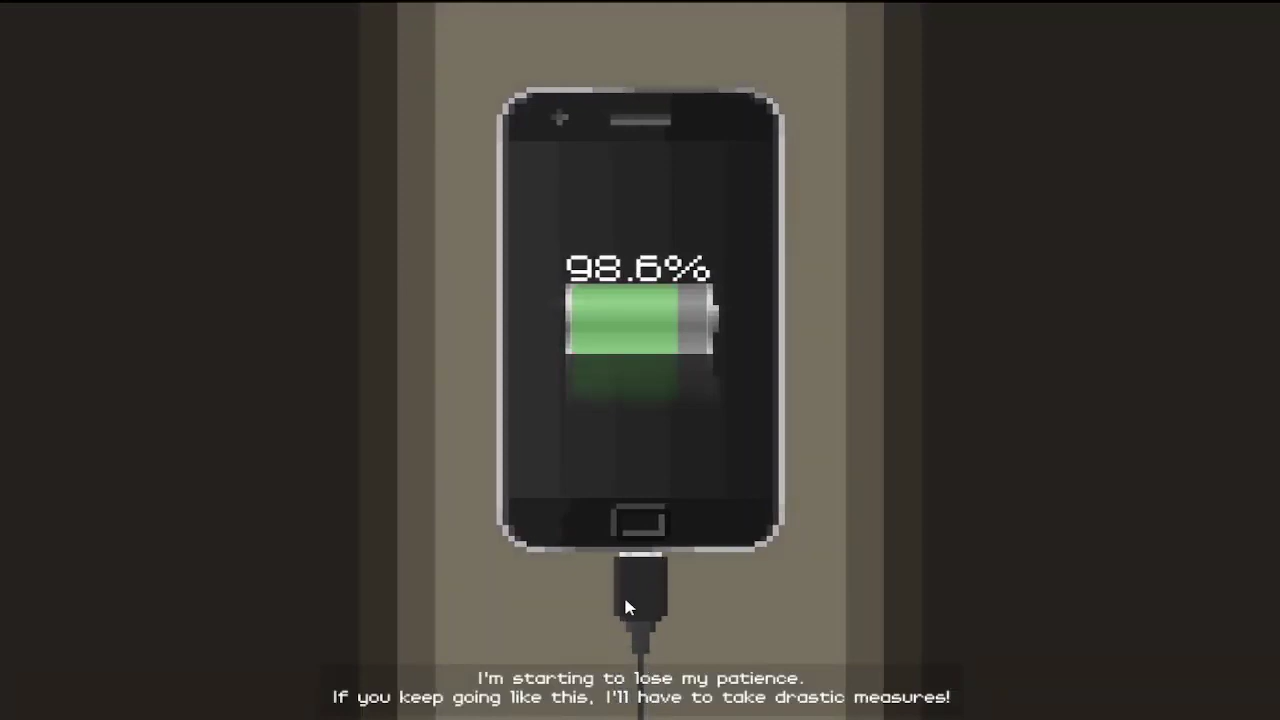 98.6%
I'm starting to lose my patience.
If you keep going like this, I'll have to take drastic measures!